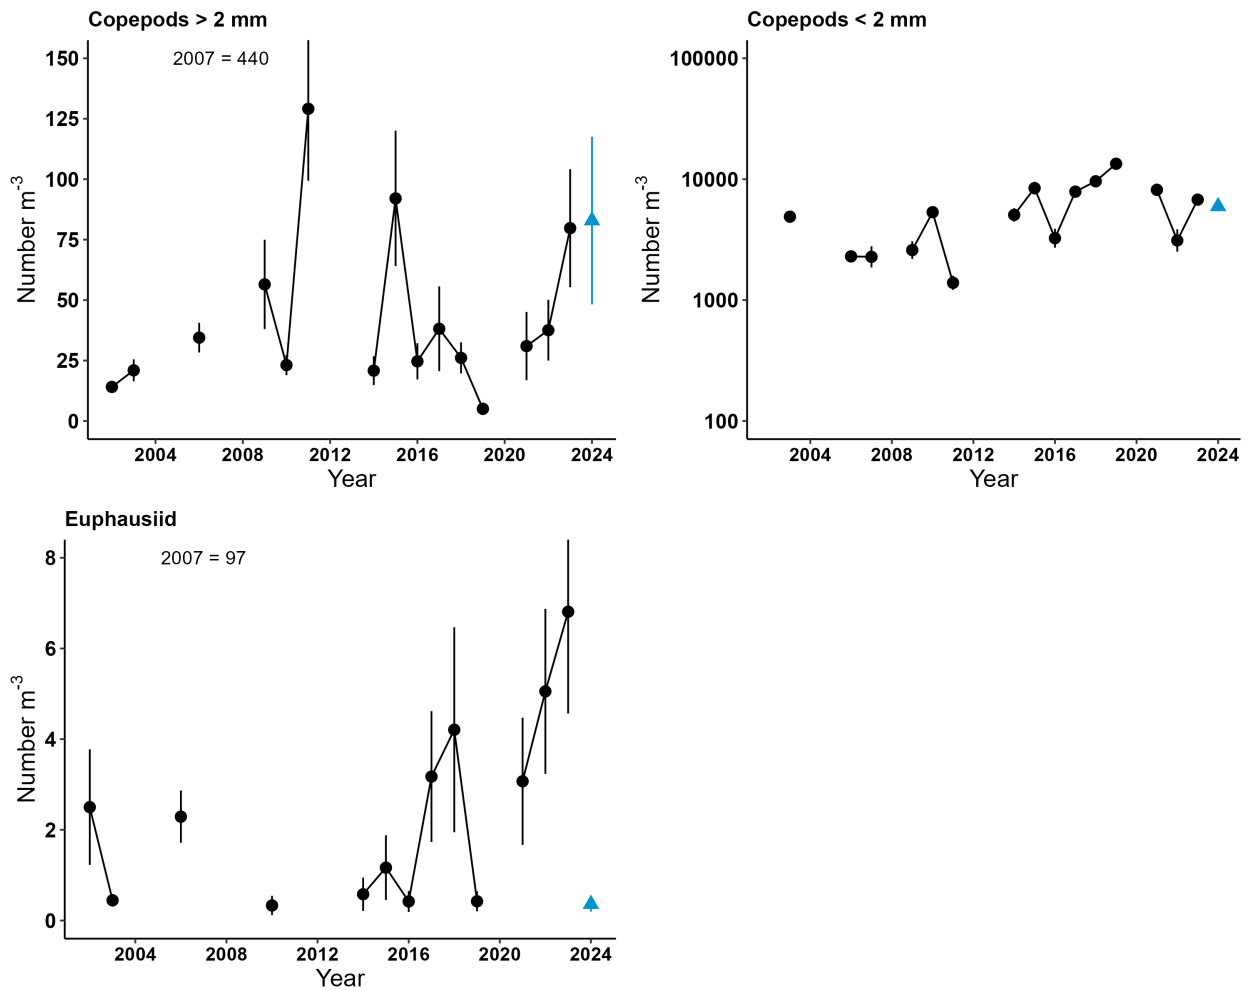 Copepods > 2 mm
2007 = 440
150
125
100
75
50
25
0
Number m-3
2004 2008 2012 2016 2020 2024
Year
Copepods < 2 mm
100000
10000
1000
100
Number m-3
2004 2008 2012 2016 2020 2024
Year
Euphausiid
2007 = 97
8
6
4
2
0
Number m-3
2004 2008 2012 2016 2020 2024
Year